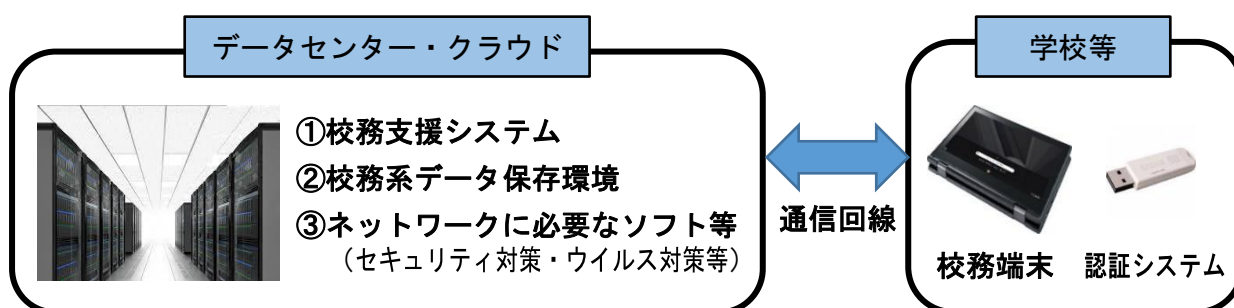 データセンター・クラウド
①校務支援システム
②校務系データ保存環境
③ネットワークに必要なソフト等
（セキュリティ対策・ウイルス対策等）
通信回線
学校等
校務端末
認証システム